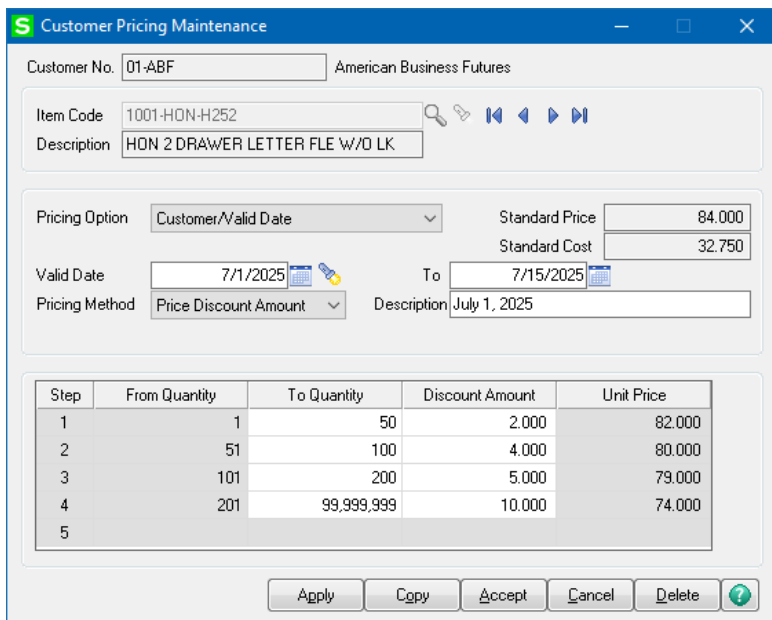 S Customer Pricing Maintenance
Customer No. 01-ABF American Business Futures
Item Code 1001-HON-H252
Description HON 2 DRAWER LETTER FLE W/O LK
Pricing Option Customer/Valid Date Standard Price 84.000
Standard Cost 32.750
Valid Date 7/1/2025 To 7/15/2025
Pricing Method Price Discount Amount Description July 1, 2025
Step From Quantity To Quantity Discount Amount Unit Price
1 1 50 2.000 82.000
2 51 100 4.000 80.000
3 101 200 5.000 79.000
4 201 99,999,999 10.000 74.000
5
Apply Copy Accept Cancel Delete ?